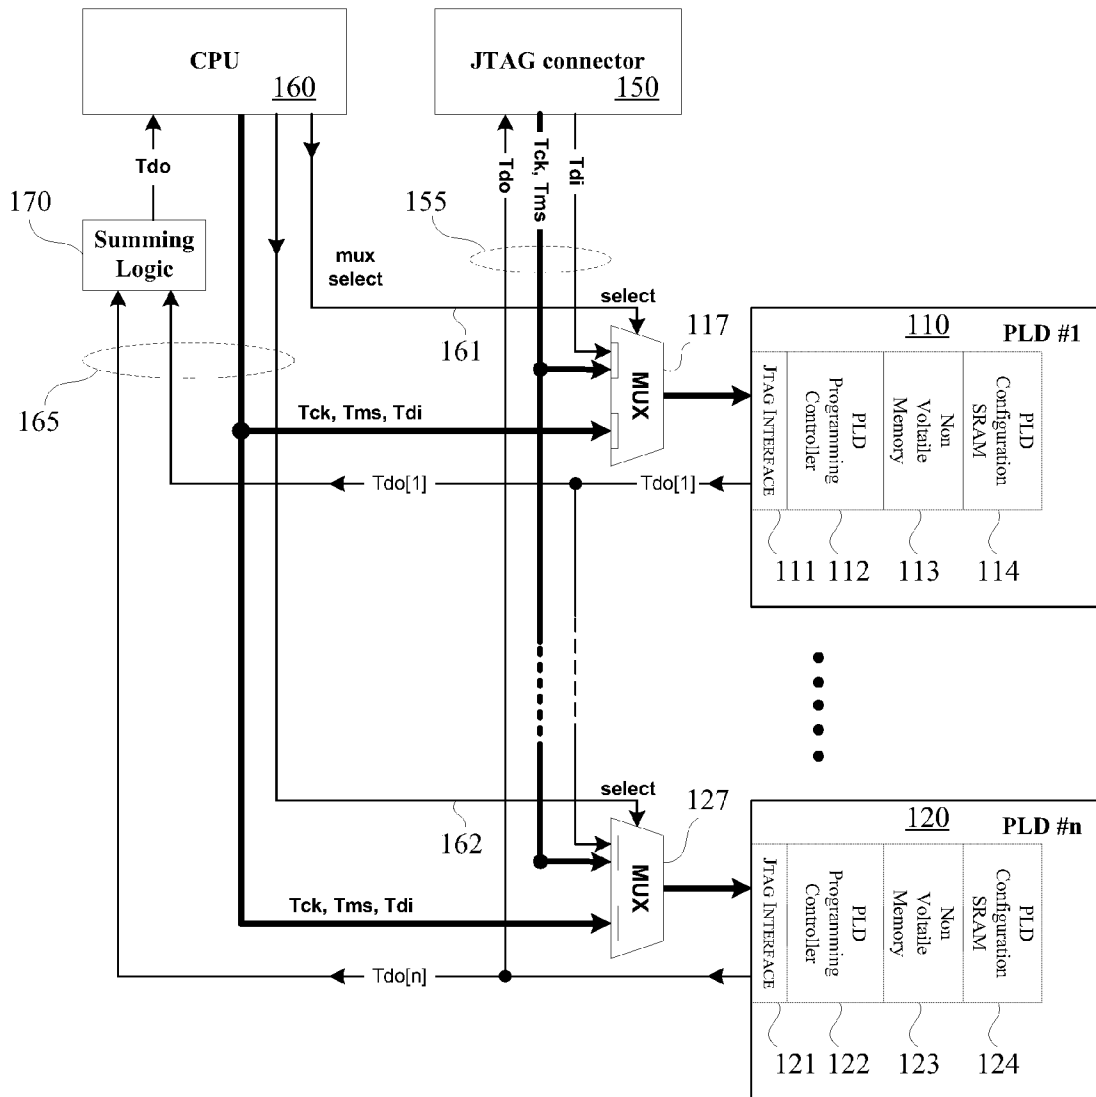 CPU
160
JTAG connector
150
Tdo
Tdo
Tck, Tms
Tdi
170
155
Summing
Logic
mux
select
select
161
117
110
PLD #1
MUX
JTAG INTERFACE
PLD
Programming
Controller
Non
Voltaile
Memory
PLD
Configuration
SRAM
165
Tck, Tms, Tdi
Tdo[1]
Tdo[1]
111
112
113
114
select
162
127
120
PLD #n
MUX
JTAG INTERFACE
PLD
Programming
Controller
Non
Voltaile
Memory
PLD
Configuration
SRAM
Tck, Tms, Tdi
Tdo[n]
121
122
123
124